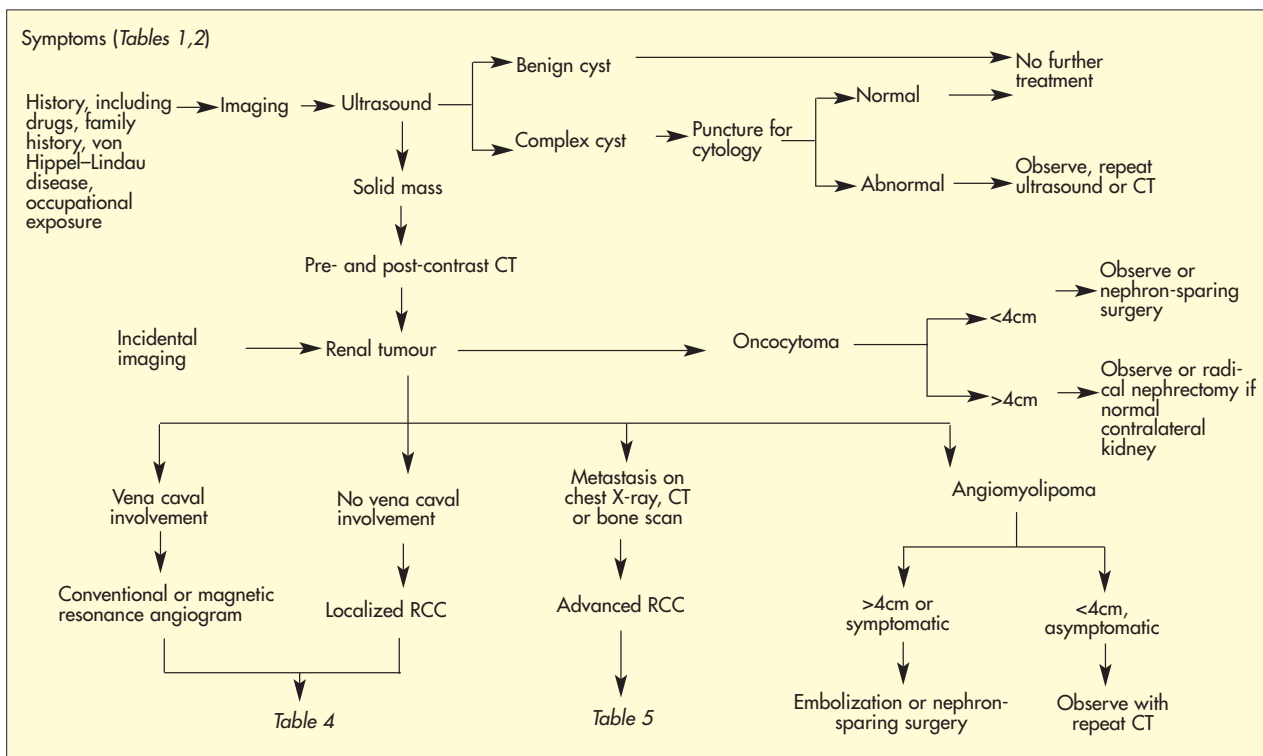 Symptoms (Tables 1,2)
History, including
drugs, family
history, von
Hippel–Lindau
disease,
occupational
exposure
Imaging
Ultrasound
Benign cyst
No further
treatment
Complex cyst
Puncture for
cytology
Normal
Abnormal
Observe, repeat
ultrasound or CT
Solid mass
Pre- and post-contrast CT
Incidental
imaging
Renal tumour
Oncocytoma
<4cm
Observe or
nephron-sparing
surgery
>4cm
Observe or radi-
cal nephrectomy if
normal
contralateral
kidney
Vena caval
involvement
Conventional or magnetic
resonance angiogram
No vena caval
involvement
Localized RCC
Table 4
Metastasis on
chest X-ray, CT
or bone scan
Advanced RCC
Table 5
Angiomyolipoma
>4cm or
symptomatic
Embolization or nephron-
sparing surgery
<4cm,
asymptomatic
Observe with
repeat CT